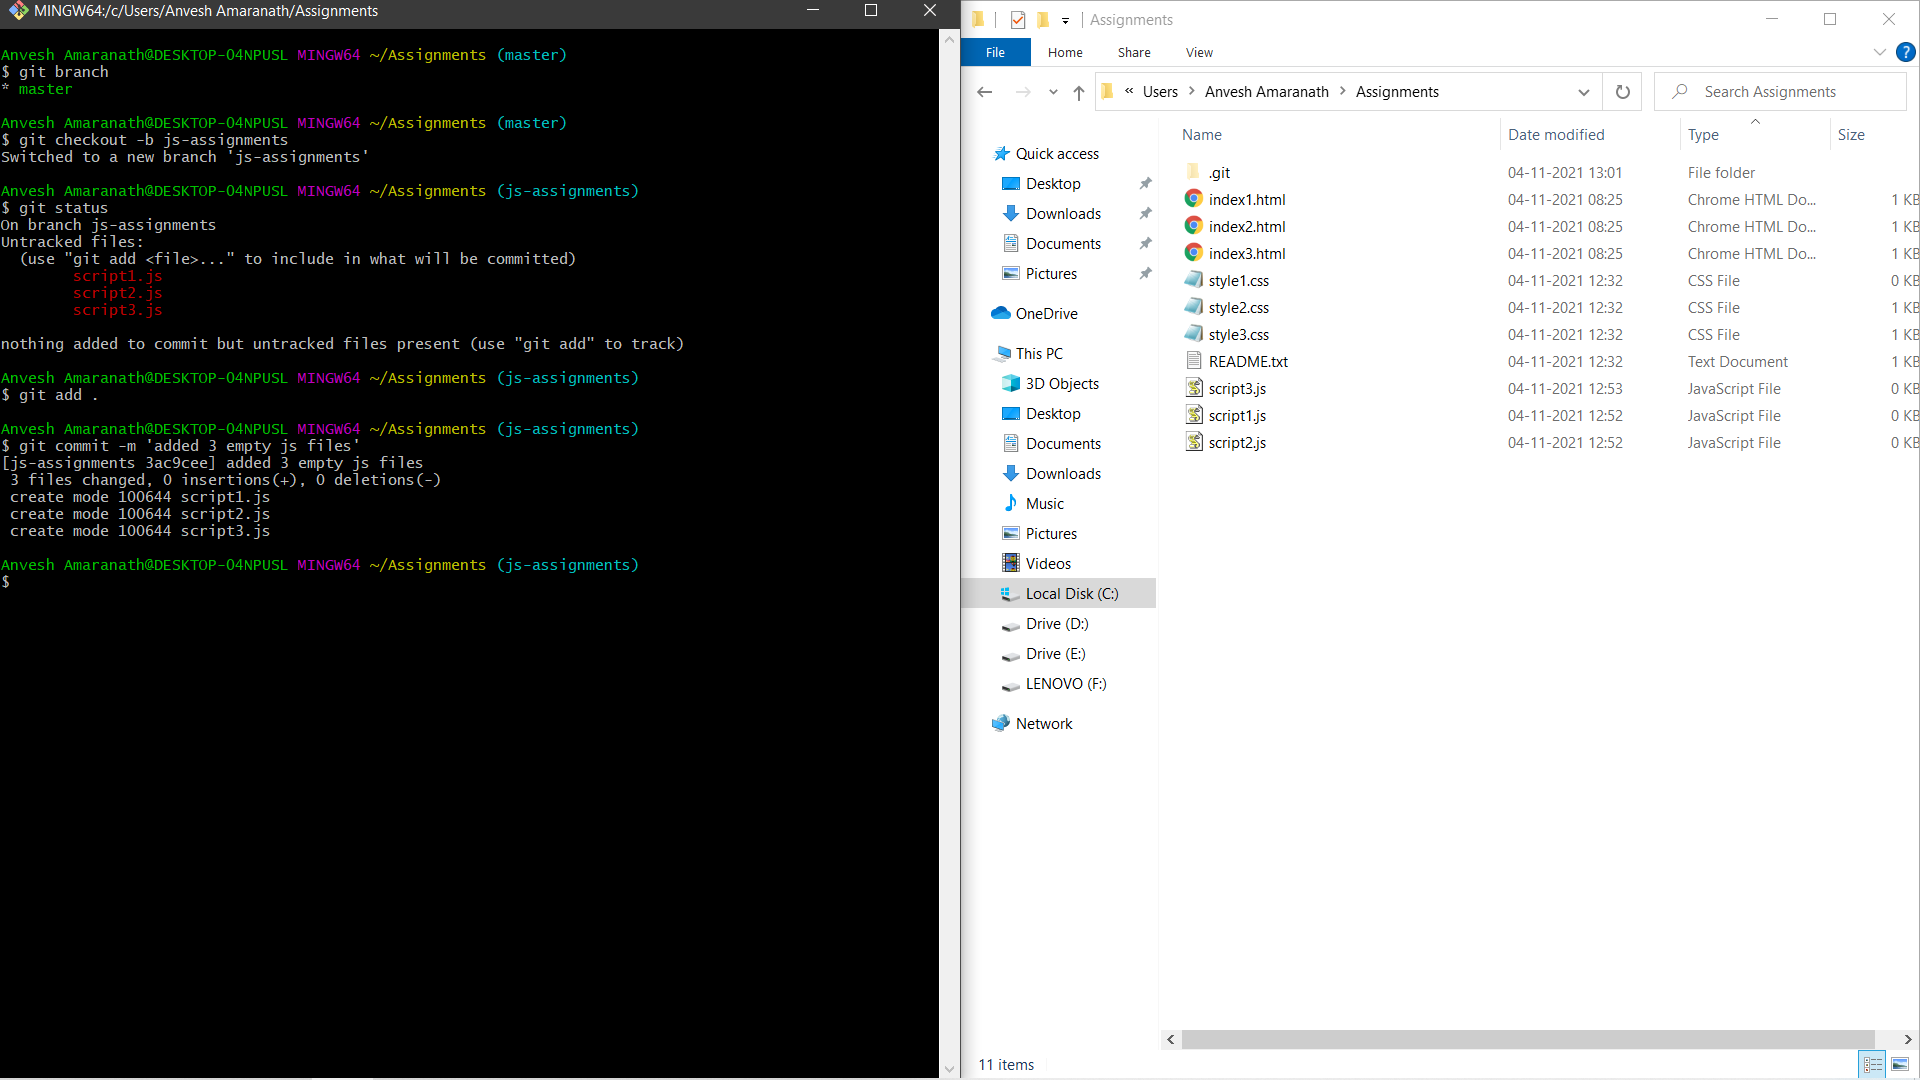 MINGW64:/c/Users/Anvesh Amaranath/Assignments
Anvesh Amaranath@DESKTOP-O4NPUSL MINGW64 ~/Assignments (master)
$ git branch
* master
Anvesh Amaranath@DESKTOP-O4NPUSL MINGW64 ~/Assignments (master)
$ git checkout -b js-assignments
Switched to a new branch 'js-assignments'
Anvesh Amaranath@DESKTOP-O4NPUSL MINGW64 ~/Assignments (js-assignments)
$ git status
On branch js-assignments
Untracked files:
  (use "git add <file>..." to include in what will be committed)
        script1.js
        script2.js
        script3.js
nothing added to commit but untracked files present (use "git add" to track)
Anvesh Amaranath@DESKTOP-O4NPUSL MINGW64 ~/Assignments (js-assignments)
$ git add .
Anvesh Amaranath@DESKTOP-O4NPUSL MINGW64 ~/Assignments (js-assignments)
$ git commit -m 'added 3 empty js files'
[js-assignments 3ac9cee] added 3 empty js files
 3 files changed, 0 insertions(+), 0 deletions(-)
 create mode 100644 script1.js
 create mode 100644 script2.js
 create mode 100644 script3.js
Anvesh Amaranath@DESKTOP-O4NPUSL MINGW64 ~/Assignments (js-assignments)
$
Assignments
File Home Share View ?
« Users > Anvesh Amaranath > Assignments Search Assignments
Quick access
Desktop
Downloads
Documents
Pictures
OneDrive
This PC
3D Objects
Desktop
Documents
Downloads
Music
Pictures
Videos
Local Disk (C:)
Drive (D:)
Drive (E:)
LENOVO (F:)
Network
Name Date modified Type Size
.git 04-11-2021 13:01 File folder
index1.html 04-11-2021 08:25 Chrome HTML Do... 1 KB
index2.html 04-11-2021 08:25 Chrome HTML Do... 1 KB
index3.html 04-11-2021 08:25 Chrome HTML Do... 1 KB
style1.css 04-11-2021 12:32 CSS File 0 KB
style2.css 04-11-2021 12:32 CSS File 1 KB
style3.css 04-11-2021 12:32 CSS File 1 KB
README.txt 04-11-2021 12:32 Text Document 1 KB
script3.js 04-11-2021 12:53 JavaScript File 0 KB
script1.js 04-11-2021 12:52 JavaScript File 0 KB
script2.js 04-11-2021 12:52 JavaScript File 0 KB
11 items